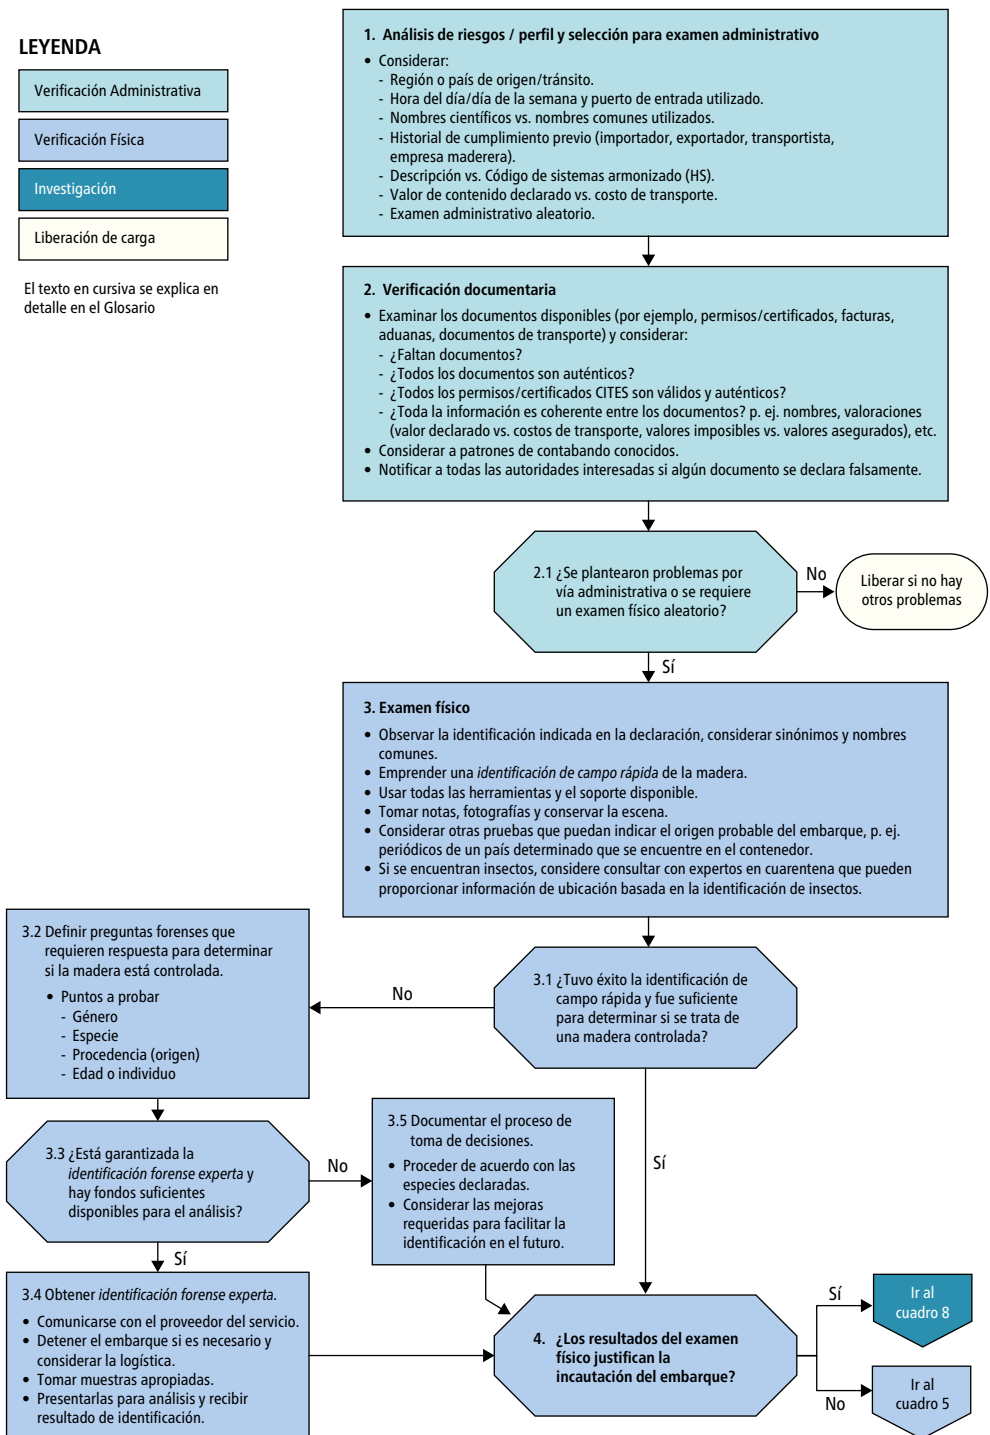 LEYENDA
Verificación Administrativa
Verificación Física
Investigación
Liberación de carga
El texto en cursiva se explica en
detalle en el Glosario
1. Análisis de riesgos / perfil y selección para examen administrativo
• Considerar:
- Región o país de origen/tránsito.
- Hora del día/día de la semana y puerto de entrada utilizado.
- Nombres científicos vs. nombres comunes utilizados.
- Historial de cumplimiento previo (importador, exportador, transportista,
empresa maderera).
- Descripción vs. Código de sistemas armonizado (HS).
- Valor de contenido declarado vs. costo de transporte.
- Examen administrativo aleatorio.
2. Verificación documentaria
• Examinar los documentos disponibles (por ejemplo, permisos/certificados, facturas,
aduanas, documentos de transporte) y considerar:
- ¿Faltan documentos?
- ¿Todos los documentos son auténticos?
- ¿Todos los permisos/certificados CITES son válidos y auténticos?
- ¿Toda la información es coherente entre los documentos? p. ej. nombres, valoraciones
(valor declarado vs. costos de transporte, valores imposibles vs. valores asegurados), etc.
• Considerar a patrones de contabando conocidos.
• Notificar a todas las autoridades interesadas si algún documento se declara falsamente.
2.1 ¿Se plantearon problemas por
vía administrativa o se requiere
un examen físico aleatorio?
No
Liberar si no hay
otros problemas
Sí
3. Examen físico
• Observar la identificación indicada en la declaración, considerar sinónimos y nombres
comunes.
• Emprender una identificación de campo rápida de la madera.
• Usar todas las herramientas y el soporte disponible.
• Tomar notas, fotografías y conservar la escena.
• Considerar otras pruebas que puedan indicar el origen probable del embarque, p. ej.
periódicos de un país determinado que se encuentre en el contenedor.
• Si se encuentran insectos, considere consultar con expertos en cuarentena que pueden
proporcionar información de ubicación basada en la identificación de insectos.
3.1 ¿Tuvo éxito la identificación de
campo rápida y fue suficiente
para determinar si se trata de
una madera controlada?
No
3.2 Definir preguntas forenses que
requieren respuesta para determinar
si la madera está controlada.
• Puntos a probar
- Género
- Especie
- Procedencia (origen)
- Edad o individuo
3.3 ¿Está garantizada la
identificación forense experta y
hay fondos suficientes
disponibles para el análisis?
No
3.5 Documentar el proceso de
toma de decisiones.
• Proceder de acuerdo con las
especies declaradas.
• Considerar las mejoras
requeridas para facilitar la
identificación en el futuro.
Sí
Sí
3.4 Obtener identificación forense experta.
• Comunicarse con el proveedor del servicio.
• Detener el embarque si es necesario y
considerar la logística.
• Tomar muestras apropiadas.
• Presentarlas para análisis y recibir
resultado de identificación.
4. ¿Los resultados del examen
físico justifican la
incautación del embarque?
Sí
Ir al
cuadro 8
No
Ir al
cuadro 5